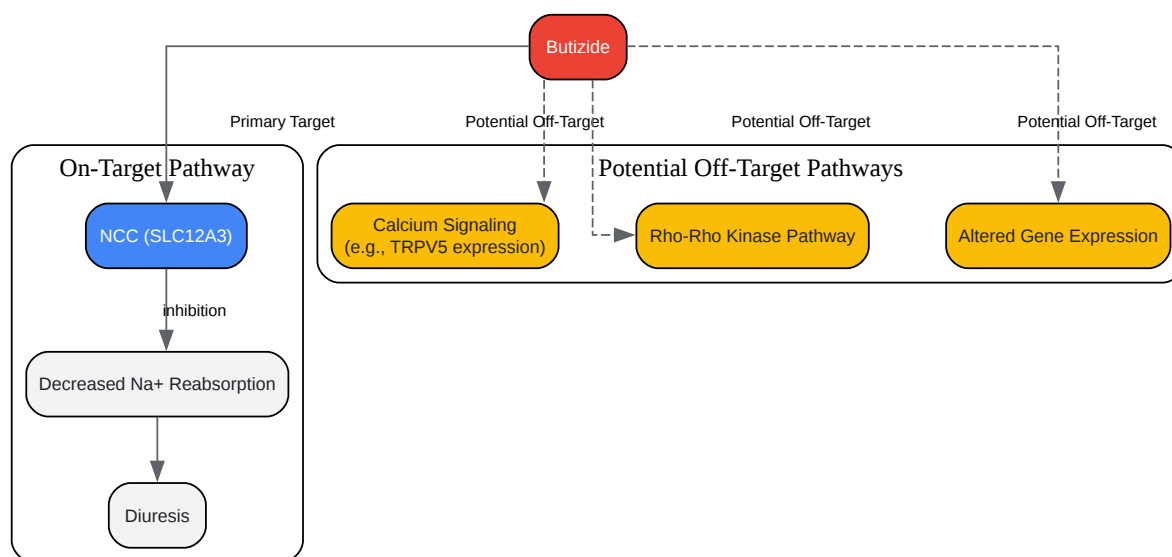 Butizide
Primary Target
Potential Off-Target
Potential Off-Target
Potential Off-Target
On-Target Pathway
Potential Off-Target Pathways
NCC (SLC12A3)
Calcium Signaling
(e.g., TRPV5 expression)
Rho-Rho Kinase Pathway
Altered Gene Expression
inhibition
Decreased Na+ Reabsorption
Diuresis